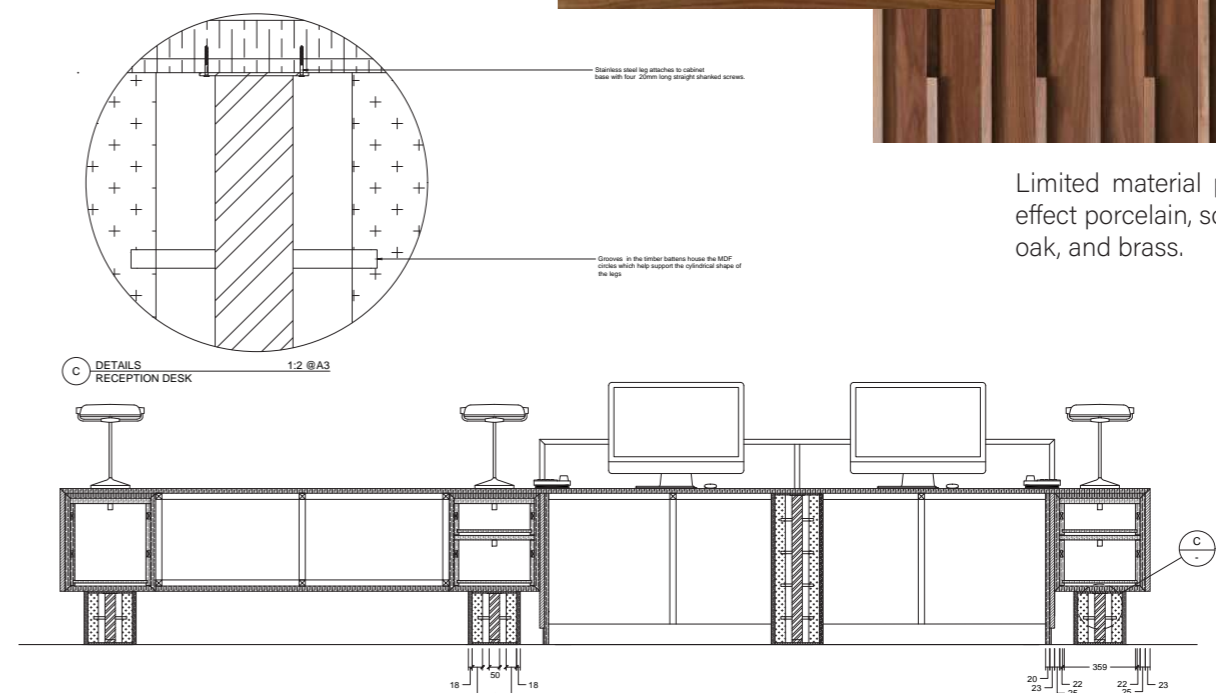 Stainless steel leg attaches to cabinet
base with four 20mm long straight shanked screws.
Limited material p
effect porcelain, so
oak, and brass.
Grooves in the timber battens house the MDF
circles which help support the cylindrical shape of
the legs
C DETAILS 1:2 @A3
RECEPTION DESK
C
-
50
18 18
20 22 359 22 23
23 25 25